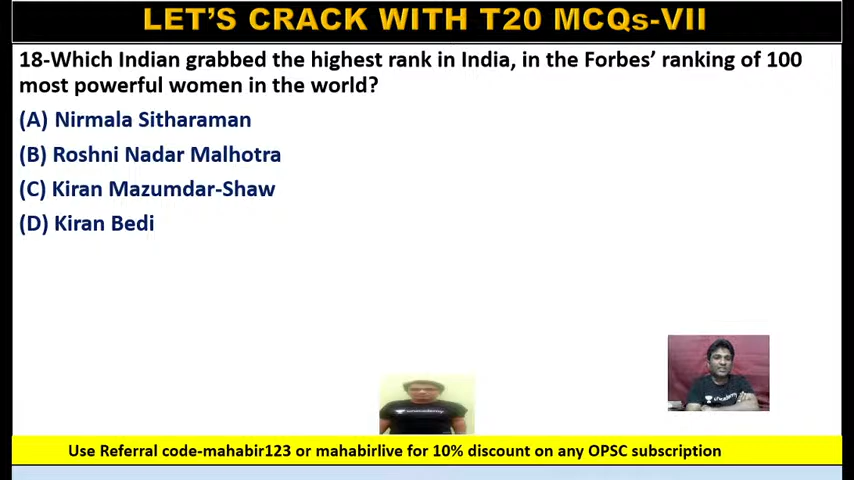 LET'S CRACK WITH T20 MCQs-VII
18-Which Indian grabbed the highest rank in India, in the Forbes' ranking of 100
most powerful women in the world?
(A) Nirmala Sitharaman
(B) Roshni Nadar Malhotra
(C) Kiran Mazumdar-Shaw
(D) Kiran Bedi
unacademy
unacademy
Use Referral code-mahabir123 or mahabirlive for 10% discount on any OPSC subscription